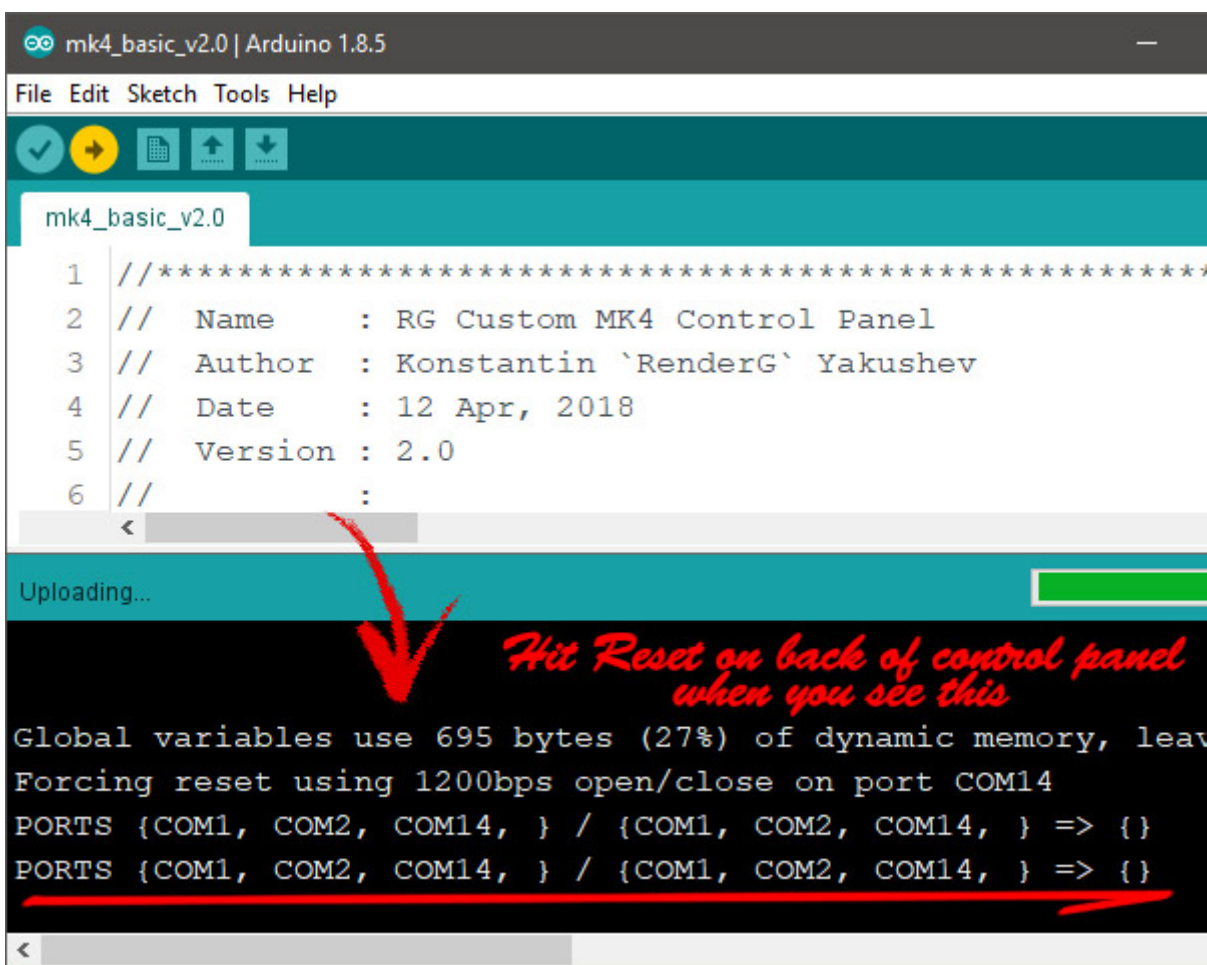 mk4_basic_v2.0 | Arduino 1.8.5
File Edit Sketch Tools Help
mk4_basic_v2.0
1 //*****************************************************
2 // Name : RG Custom MK4 Control Panel
3 // Author : Konstantin `RenderG` Yakushev
4 // Date : 12 Apr, 2018
5 // Version : 2.0
6 // :
Uploading...
Hit Reset on back of control panel
when you see this
Global variables use 695 bytes (27%) of dynamic memory,
Forcing reset using 1200bps open/close on port COM14
PORTS {COM1, COM2, COM14, } / {COM1, COM2, COM14, } => {}
PORTS {COM1, COM2, COM14, } / {COM1, COM2, COM14, } => {}